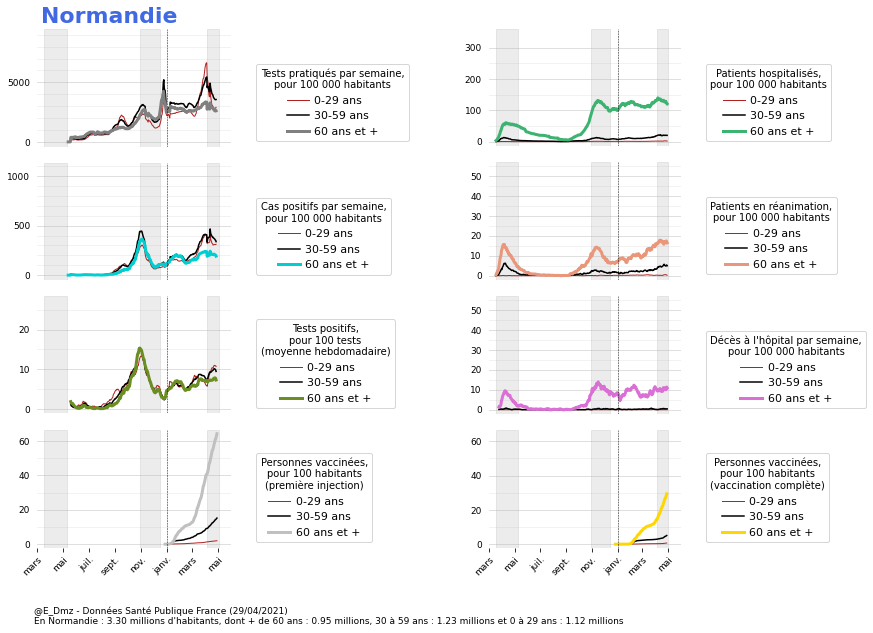 Normandie
5000
0
Tests pratiqués par semaine,
pour 100 000 habitants
0-29 ans
30-59 ans
60 ans et +
300
200
100
0
Patients hospitalisés,
pour 100 000 habitants
0-29 ans
30-59 ans
60 ans et +
1000
500
0
Cas positifs par semaine,
pour 100 000 habitants
0-29 ans
30-59 ans
60 ans et +
50
40
30
20
10
0
Patients en réanimation,
pour 100 000 habitants
0-29 ans
30-59 ans
60 ans et +
20
10
0
Tests positifs,
pour 100 tests
(moyenne hebdomadaire)
0-29 ans
30-59 ans
60 ans et +
50
40
30
20
10
0
Décès à l'hôpital par semaine,
pour 100 000 habitants
0-29 ans
30-59 ans
60 ans et +
60
40
20
0
mars mai juil. sept. nov. janv. mars mai
Personnes vaccinées,
pour 100 habitants
(première injection)
0-29 ans
30-59 ans
60 ans et +
60
40
20
0
mars mai juil. sept. nov. janv. mars mai
Personnes vaccinées,
pour 100 habitants
(vaccination complète)
0-29 ans
30-59 ans
60 ans et +
@E_Dmz - Données Santé Publique France (29/04/2021)
En Normandie : 3.30 millions d'habitants, dont + de 60 ans : 0.95 millions, 30 à 59 ans : 1.23 millions et 0 à 29 ans : 1.12 millions